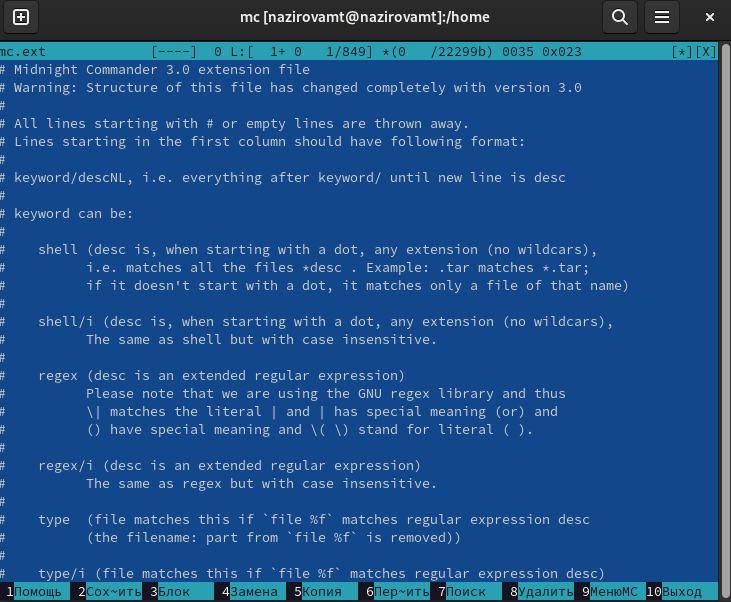 mc [nazirovamt@nazirovamt]:/home
mc.ext [----] 0 L:[ 1+ 0 1/849] *(0 /22299b) 0035 0x023 [*][X]
# Midnight Commander 3.0 extension file
# Warning: Structure of this file has changed completely with version 3.0
#
# All lines starting with # or empty lines are thrown away.
# Lines starting in the first column should have following format:
#
# keyword/descNL, i.e. everything after keyword/ until new line is desc
#
# keyword can be:
#
# shell (desc is, when starting with a dot, any extension (no wildcars),
# i.e. matches all the files *desc . Example: .tar matches *.tar;
# if it doesn't start with a dot, it matches only a file of that name)
#
# shell/i (desc is, when starting with a dot, any extension (no wildcars),
# The same as shell but with case insensitive.
#
# regex (desc is an extended regular expression)
# Please note that we are using the GNU regex library and thus
# \| matches the literal | and | has special meaning (or) and
# () have special meaning and \( \) stand for literal ( ).
#
# regex/i (desc is an extended regular expression)
# The same as regex but with case insensitive.
#
# type (file matches this if `file %f` matches regular expression desc
# (the filename: part from `file %f` is removed))
#
# type/i (file matches this if `file %f` matches regular expression desc)
1Помощь 2Сох~ить 3Блок 4Замена 5Копия 6Пер~ить 7Поиск 8Удалить 9МенюMC 10Выход